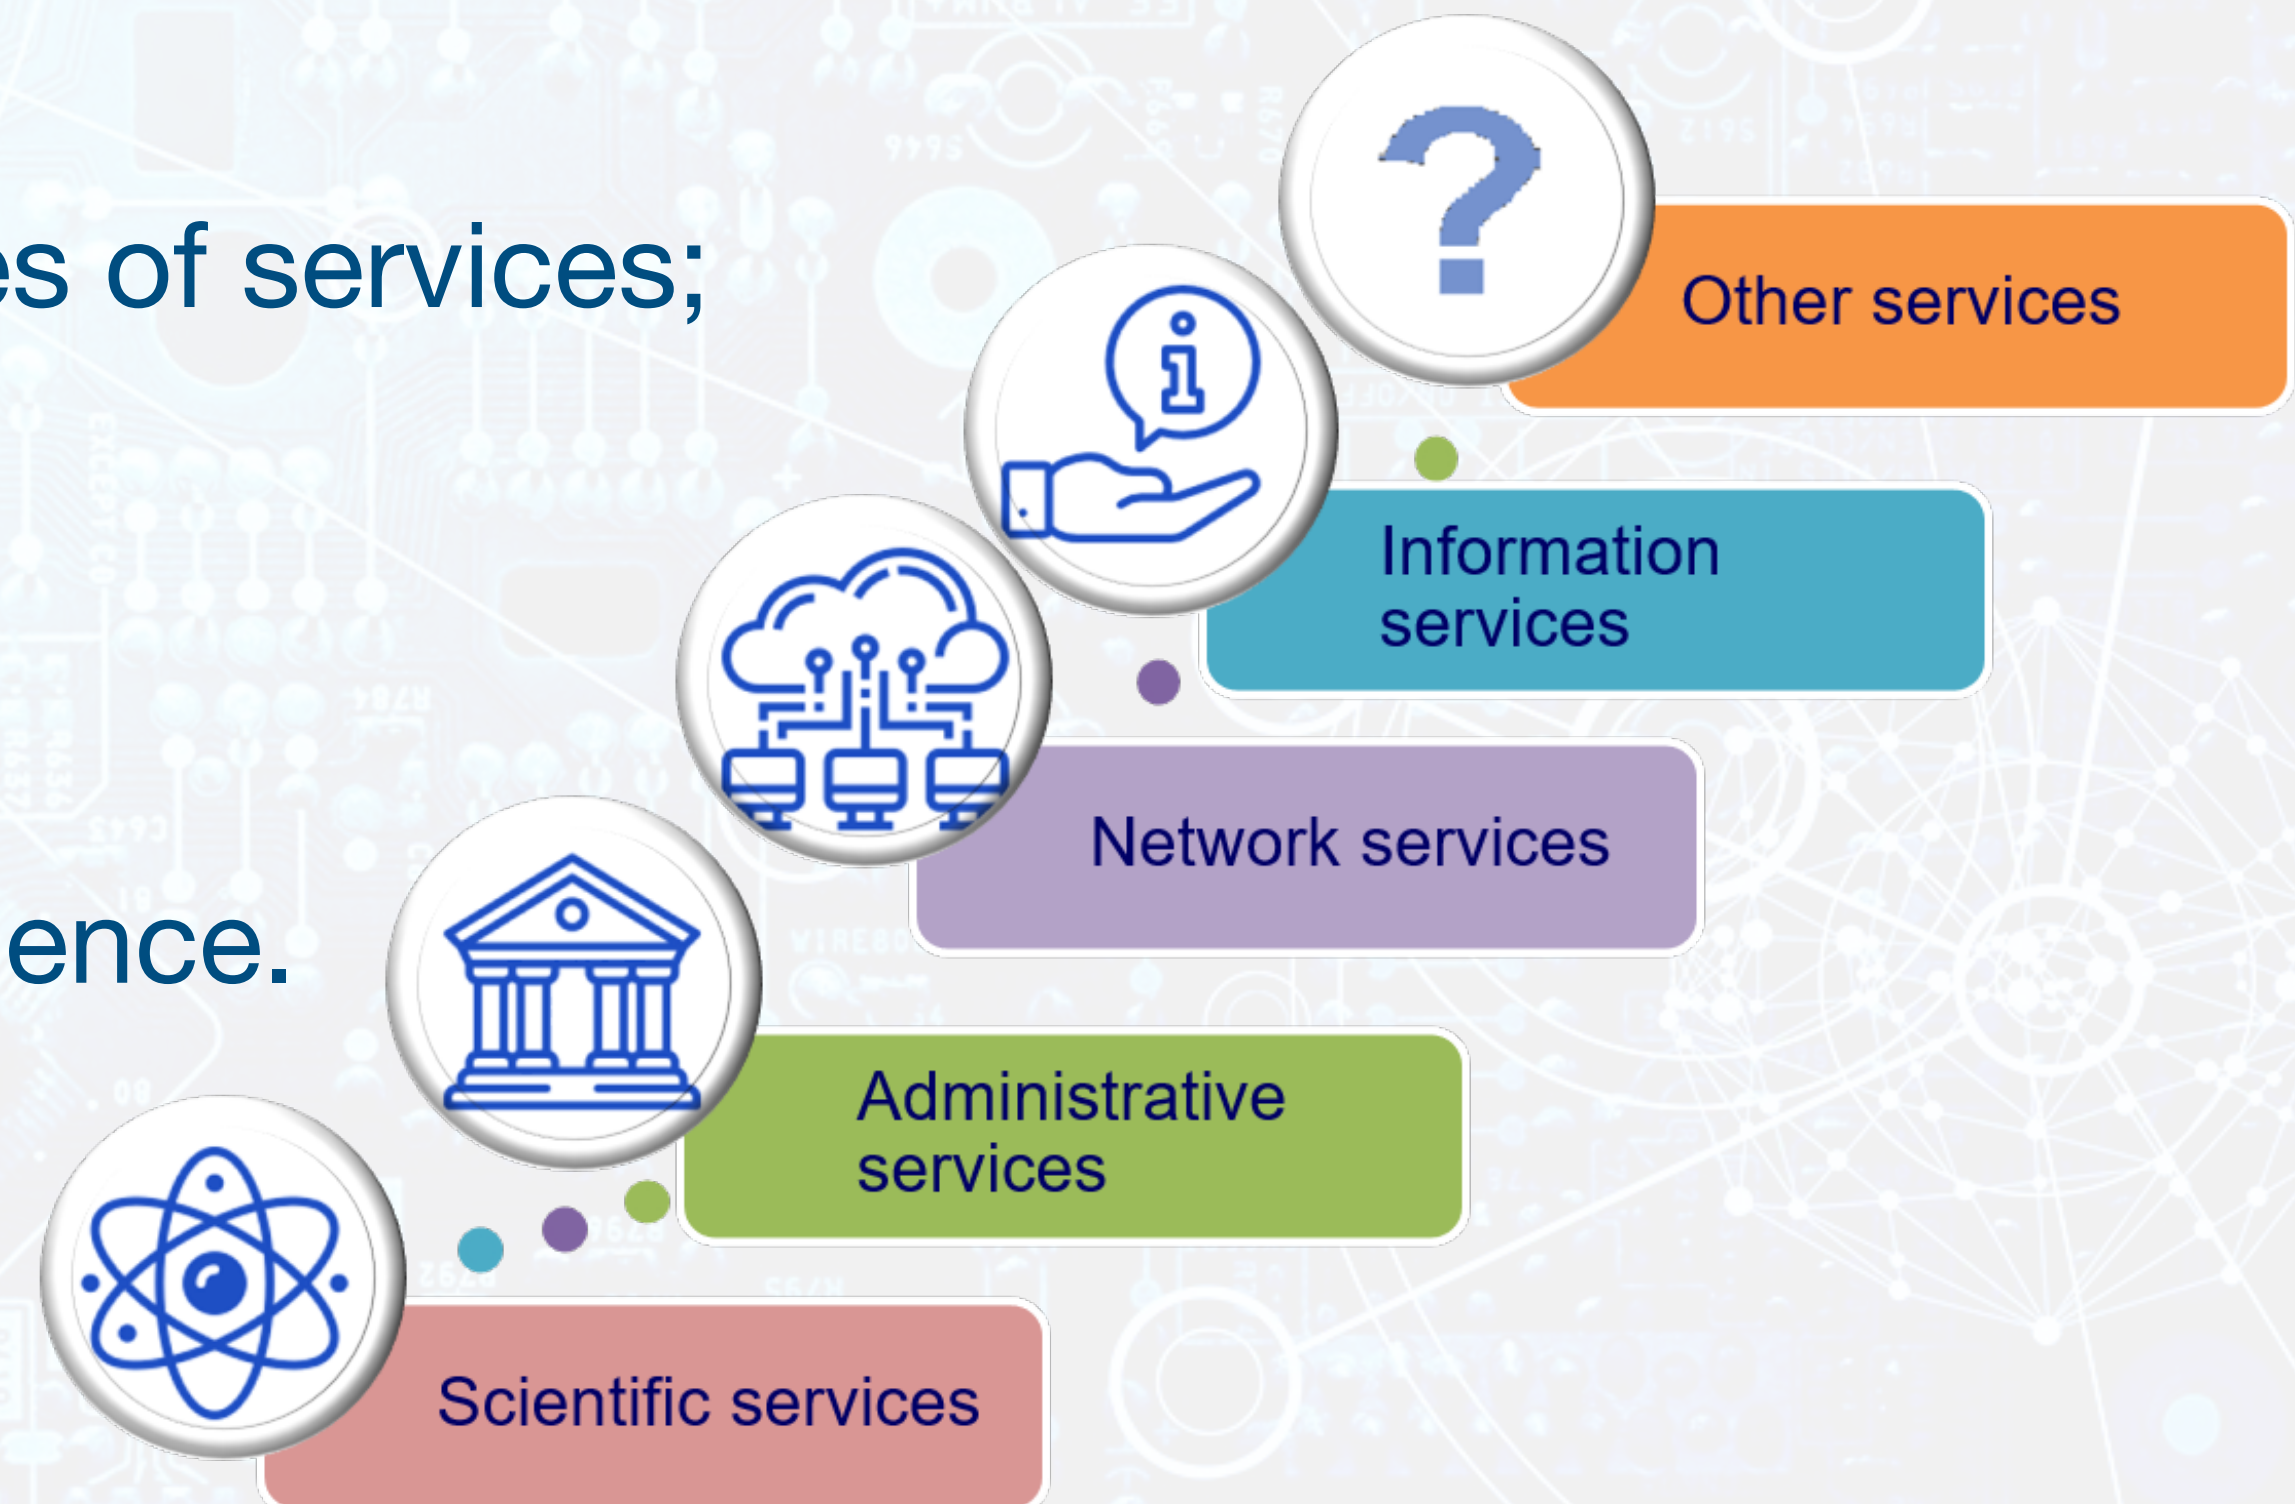 es of services;
ence.
Other services
Information
services
Network services
Administrative
services
Scientific services